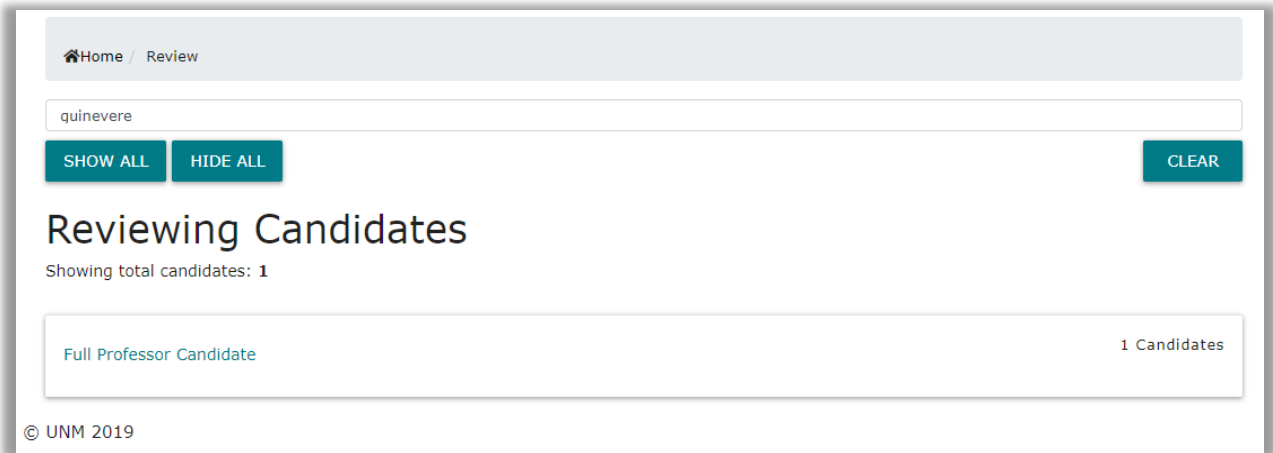 Home / Review
quinevere
SHOW ALL HIDE ALL CLEAR
Reviewing Candidates
Showing total candidates: 1
Full Professor Candidate 1 Candidates
© UNM 2019